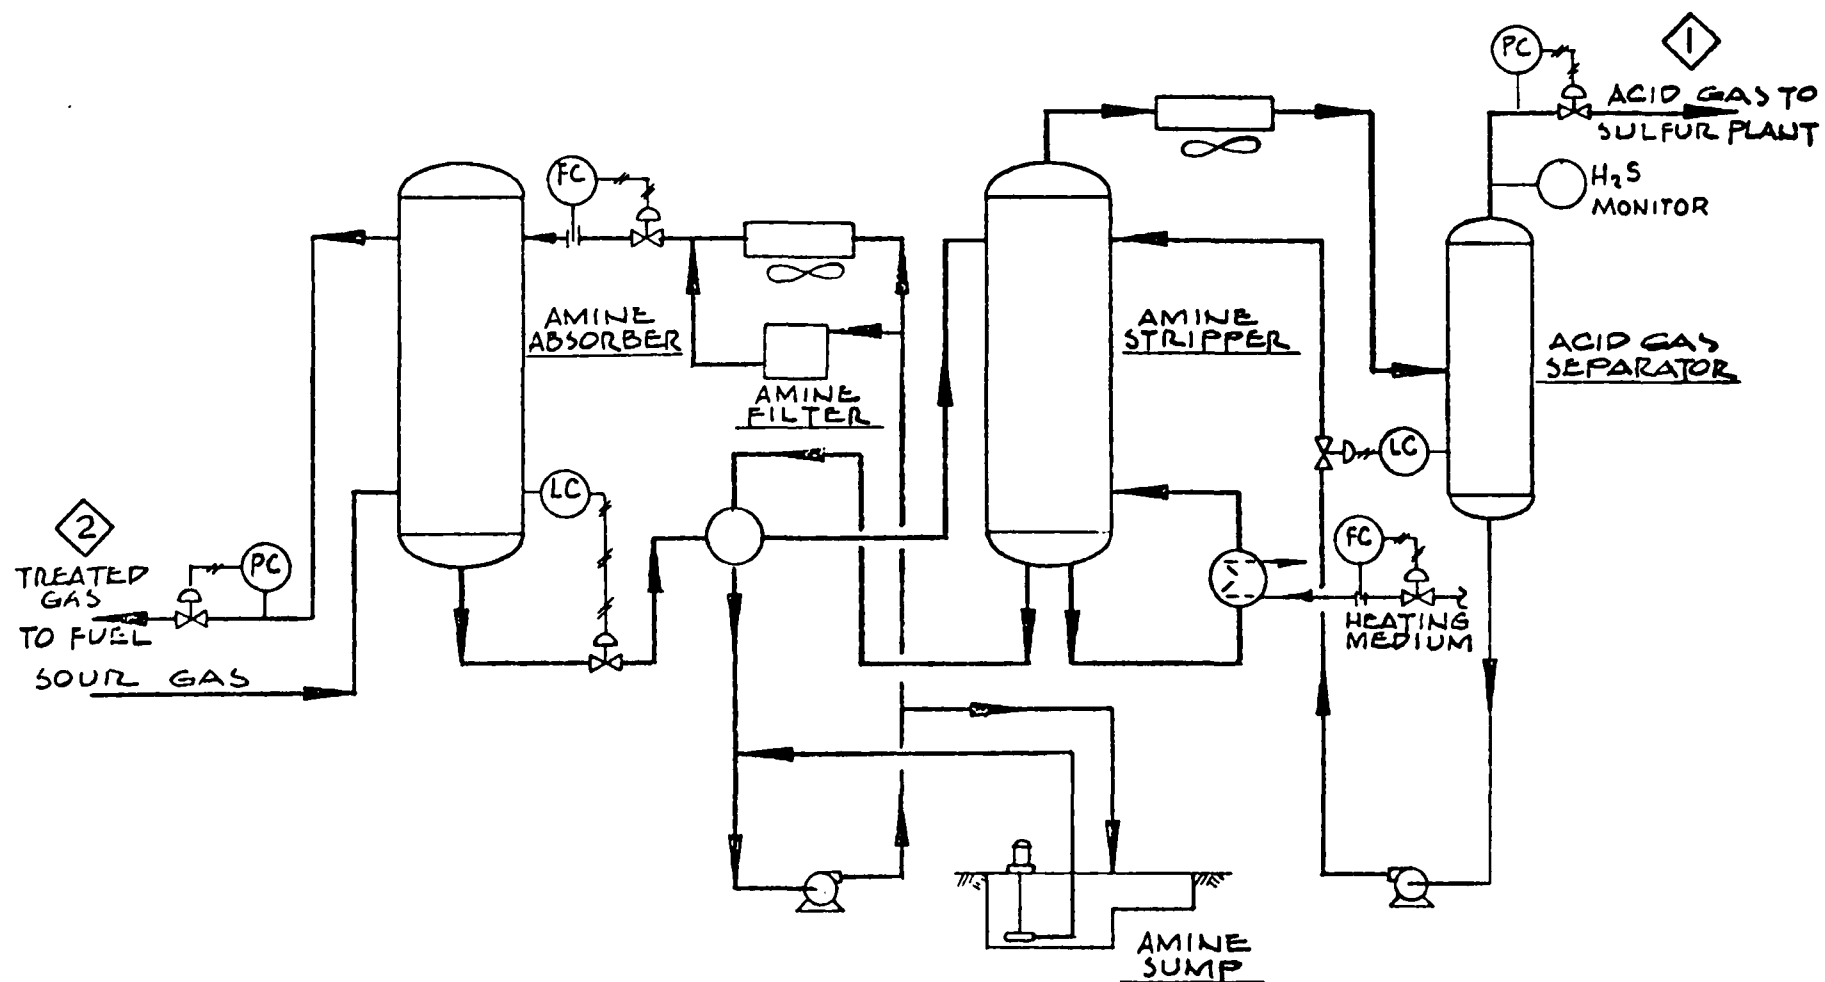 PC
1
ACID GAS TO
SULFUR PLANT
FC
H₂S
MONITOR
AMINE
ABSORBER
AMINE
STRIPPER
ACID GAS
SEPARATOR
AMINE
FILTER
LC
LC
2
FC
PC
TREATED
GAS
TO FUEL
HEATING
MEDIUM
SOUR GAS
AMINE
SUMP